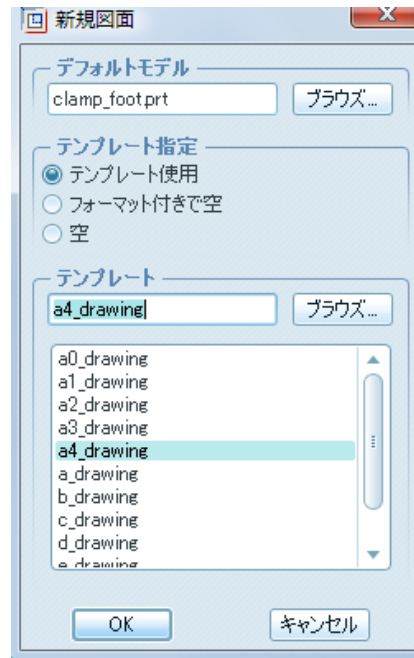 新規図面
デフォルトモデル
clamp_foot.prt ブラウズ...
テンプレート指定
テンプレート使用
フォーマット付きで空
空
テンプレート
a4_drawing ブラウズ...
a0_drawing
a1_drawing
a2_drawing
a3_drawing
a4_drawing
a_drawing
b_drawing
c_drawing
d_drawing
e_drawing
OK キャンセル